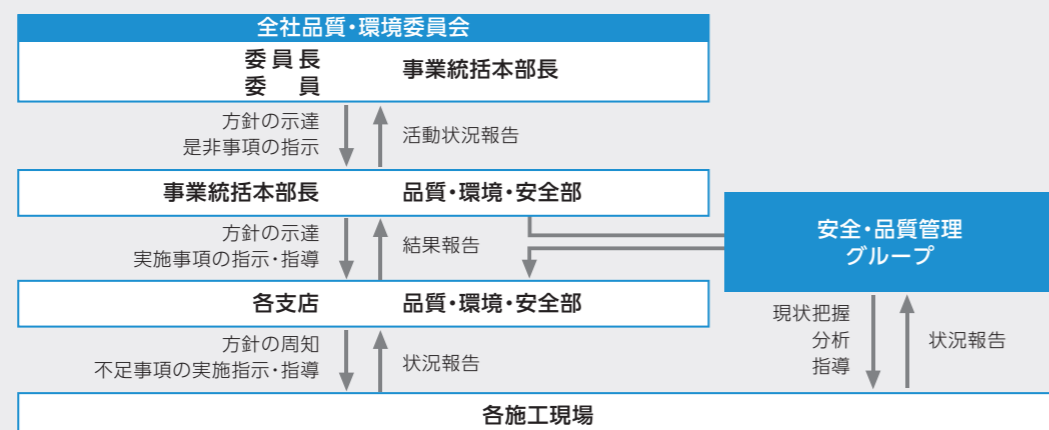 全社品質・環境委員会
委員長
委員
事業統括本部長
方針の示達
是非事項の指示
活動状況報告
事業統括本部長 品質・環境・安全部
方針の示達
実施事項の指示・指導
結果報告
安全・品質管理
グループ
各支店 品質・環境・安全部
方針の周知
不足事項の実施指示・指導
状況報告
現状把握
分析
指導
状況報告
各施工現場